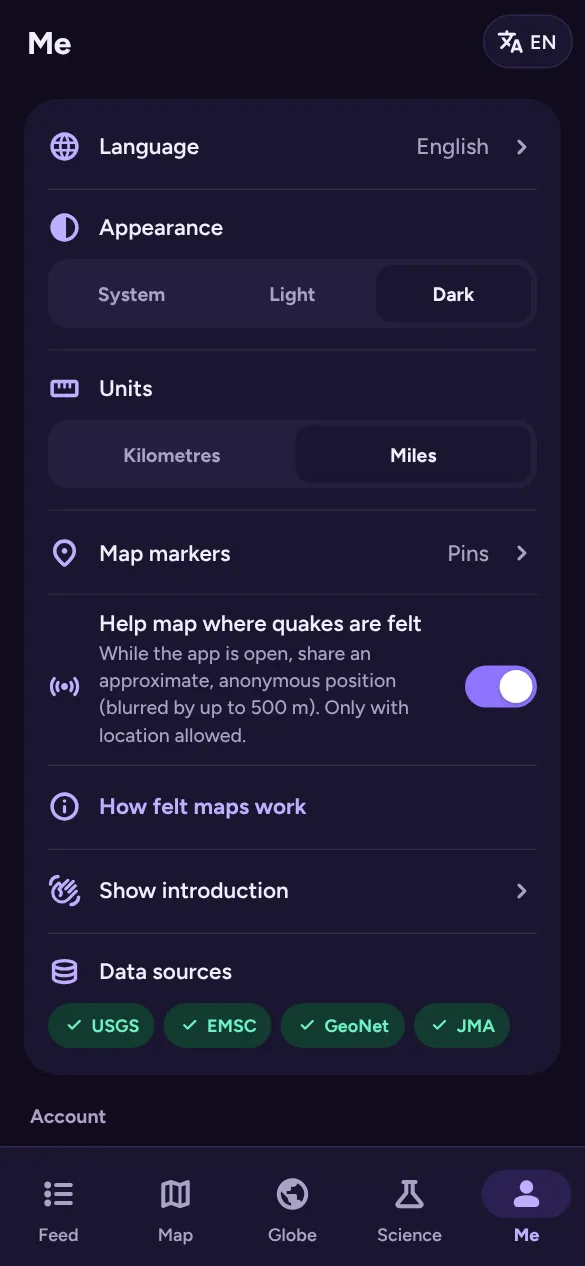 Me
EN
Language
English
Appearance
System Light Dark
Units
Kilometres Miles
Map markers
Pins
Help map where quakes are felt
While the app is open, share an
approximate, anonymous position
(blurred by up to 500 m). Only with
location allowed.
How felt maps work
Show introduction
Data sources
USGS EMSC GeoNet JMA
Account
Feed Map Globe Science Me